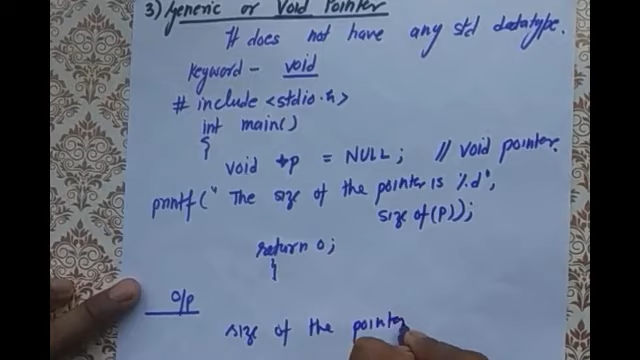 3) Generic or Void Pointer
It does not have any std datatype.
Keyword - void
# include <stdio.h>
int main()
{
void *p = NULL; // void pointer.
printf(" The size of the pointer is %d",
size of (p));
return 0;
}
O/p
size of the pointer